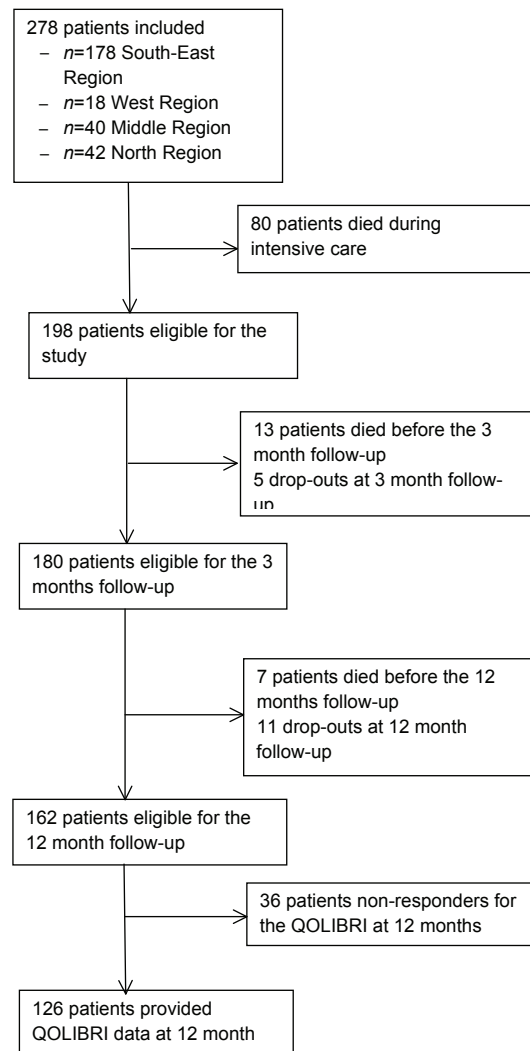 278 patients included
– n=178 South-East
Region
– n=18 West Region
– n=40 Middle Region
– n=42 North Region
80 patients died during
intensive care
198 patients eligible for the
study
13 patients died before the 3
month follow-up
5 drop-outs at 3 month follow-
up
180 patients eligible for the 3
months follow-up
7 patients died before the 12
months follow-up
11 drop-outs at 12 month
follow-up
162 patients eligible for the
12 month follow-up
36 patients non-responders for
the QOLIBRI at 12 months
126 patients provided
QOLIBRI data at 12 month